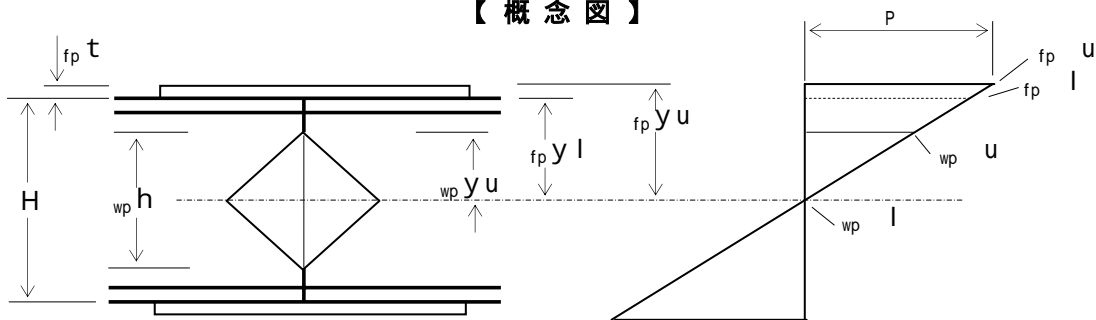 【 概 念 図 】
P
fp t
fp u
fp l
fp y u
fp y l
wp u
wp y u
wp h
H
wp l